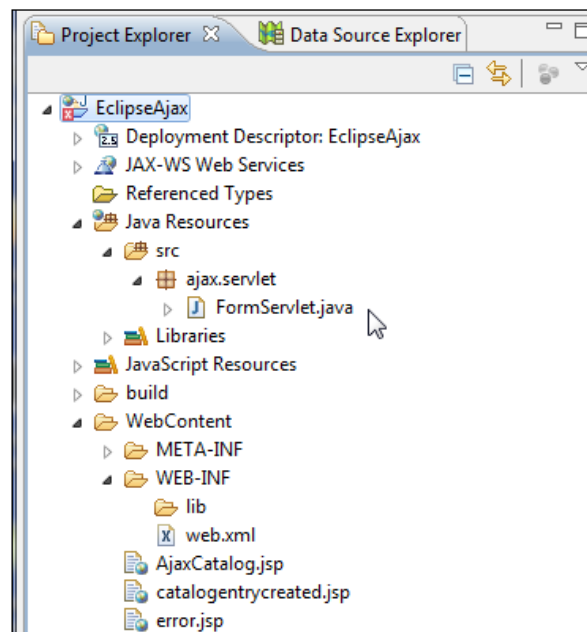 Project Explorer Data Source Explorer
EclipseAjax
2.5 Deployment Descriptor: EclipseAjax
JAX-WS Web Services
Referenced Types
Java Resources
src
ajax.servlet
J FormServlet.java
Libraries
JavaScript Resources
build
WebContent
META-INF
WEB-INF
lib
X web.xml
AjaxCatalog.jsp
catalogentrycreated.jsp
error.jsp